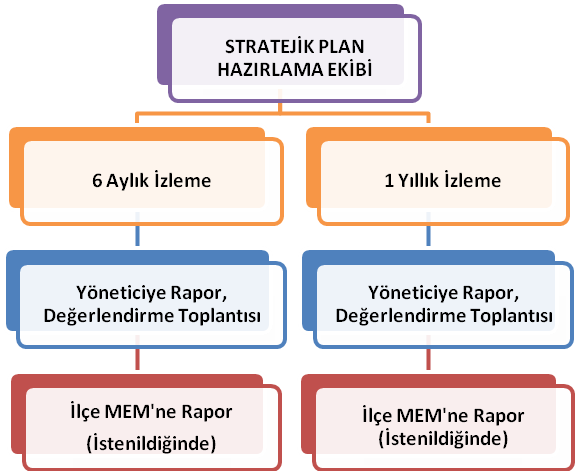 STRATEJİK PLAN
HAZIRLAMA EKİBİ
6 Aylık İzleme
1 Yıllık İzleme
Yöneticiye Rapor,
Değerlendirme Toplantısı
Yöneticiye Rapor,
Değerlendirme Toplantısı
İlçe MEM'ne Rapor
(İstenildiğinde)
İlçe MEM'ne Rapor
(İstenildiğinde)